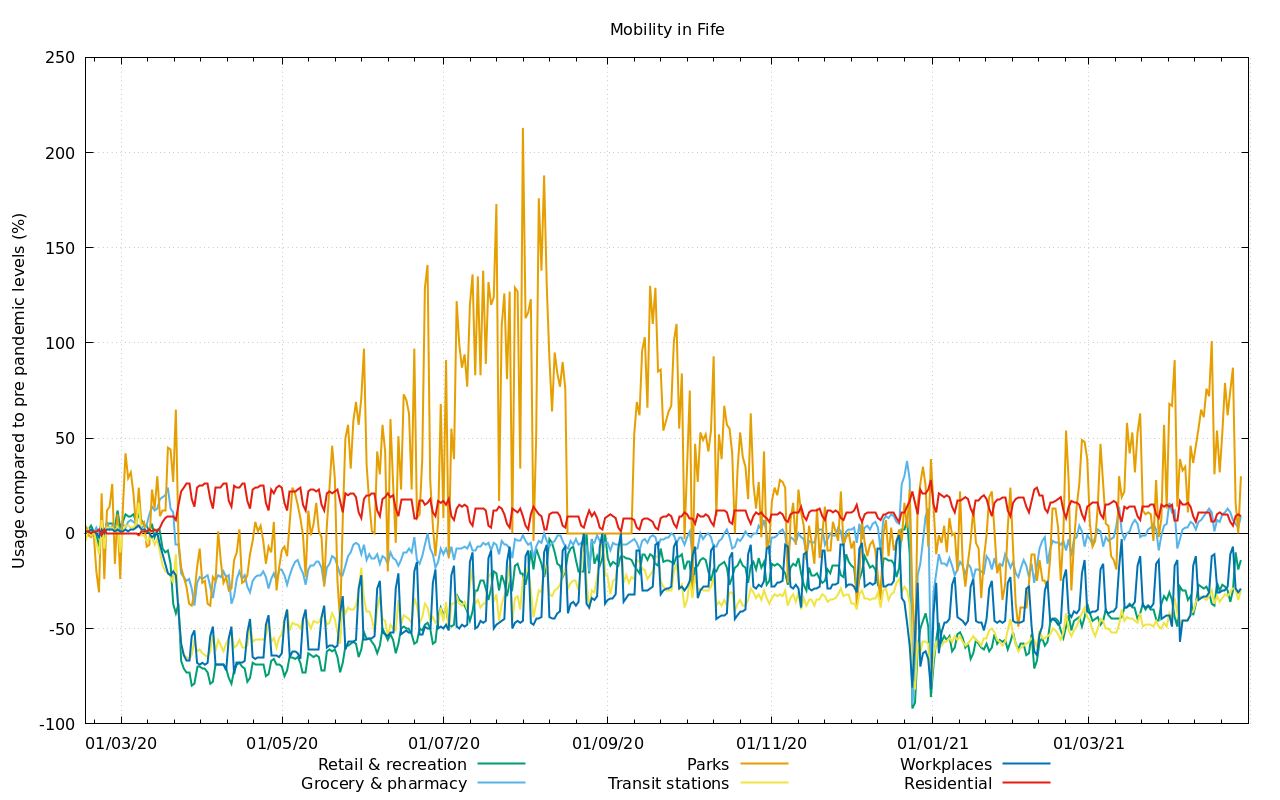 Mobility in Fife
Usage compared to pre pandemic levels (%)
250
200
150
100
50
0
-50
-100
01/03/20 01/05/20 01/07/20 01/09/20 01/11/20 01/01/21 01/03/21
Retail & recreation Parks Workplaces
Grocery & pharmacy Transit stations Residential